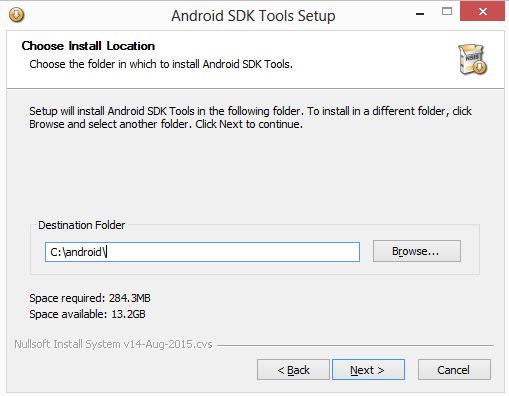 Android SDK Tools Setup
Choose Install Location
Choose the folder in which to install Android SDK Tools.
NSIS
Setup will install Android SDK Tools in the following folder. To install in a different folder, click
Browse and select another folder. Click Next to continue.
Destination Folder
C:\android\
Browse...
Space required: 284.3MB
Space available: 13.2GB
Nullsoft Install System v14-Aug-2015.cvs
< Back
Next >
Cancel